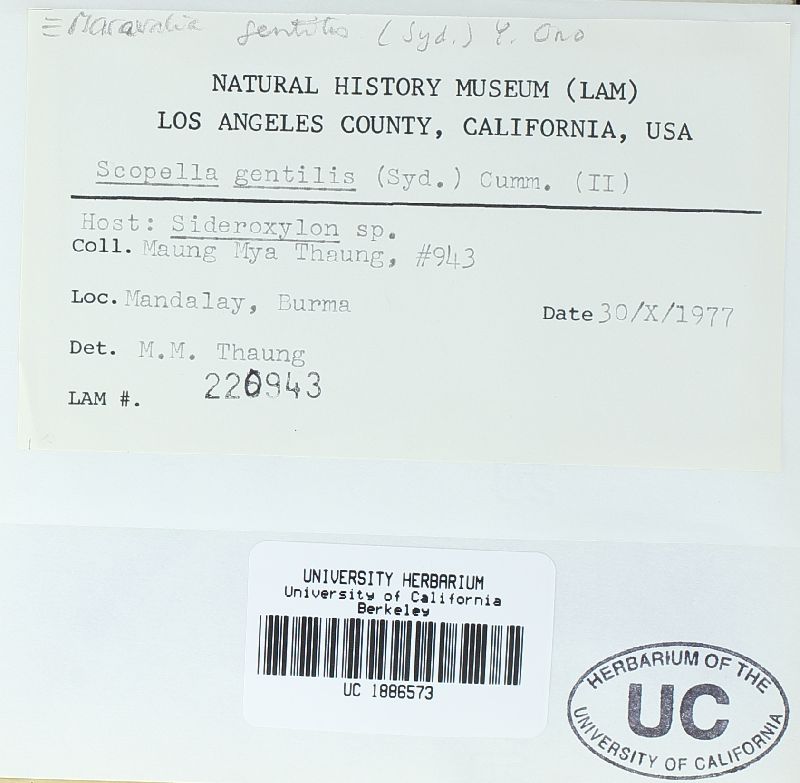 = Maravalia gentilis (Syd.) Y. Ono
NATURAL HISTORY MUSEUM (LAM)
LOS ANGELES COUNTY, CALIFORNIA, USA
Scopella gentilis (Syd.) Cumm. (II)
Host: Sideroxylon sp.
Coll. Maung Mya Thaung, #943
Loc. Mandalay, Burma Date 30/X/1977
Det. M.M. Thaung
LAM #. 220943
UNIVERSITY HERBARIUM
University of California
Berkeley
UC 1886573
HERBARIUM OF THE
UC
UNIVERSITY OF CALIFORNIA